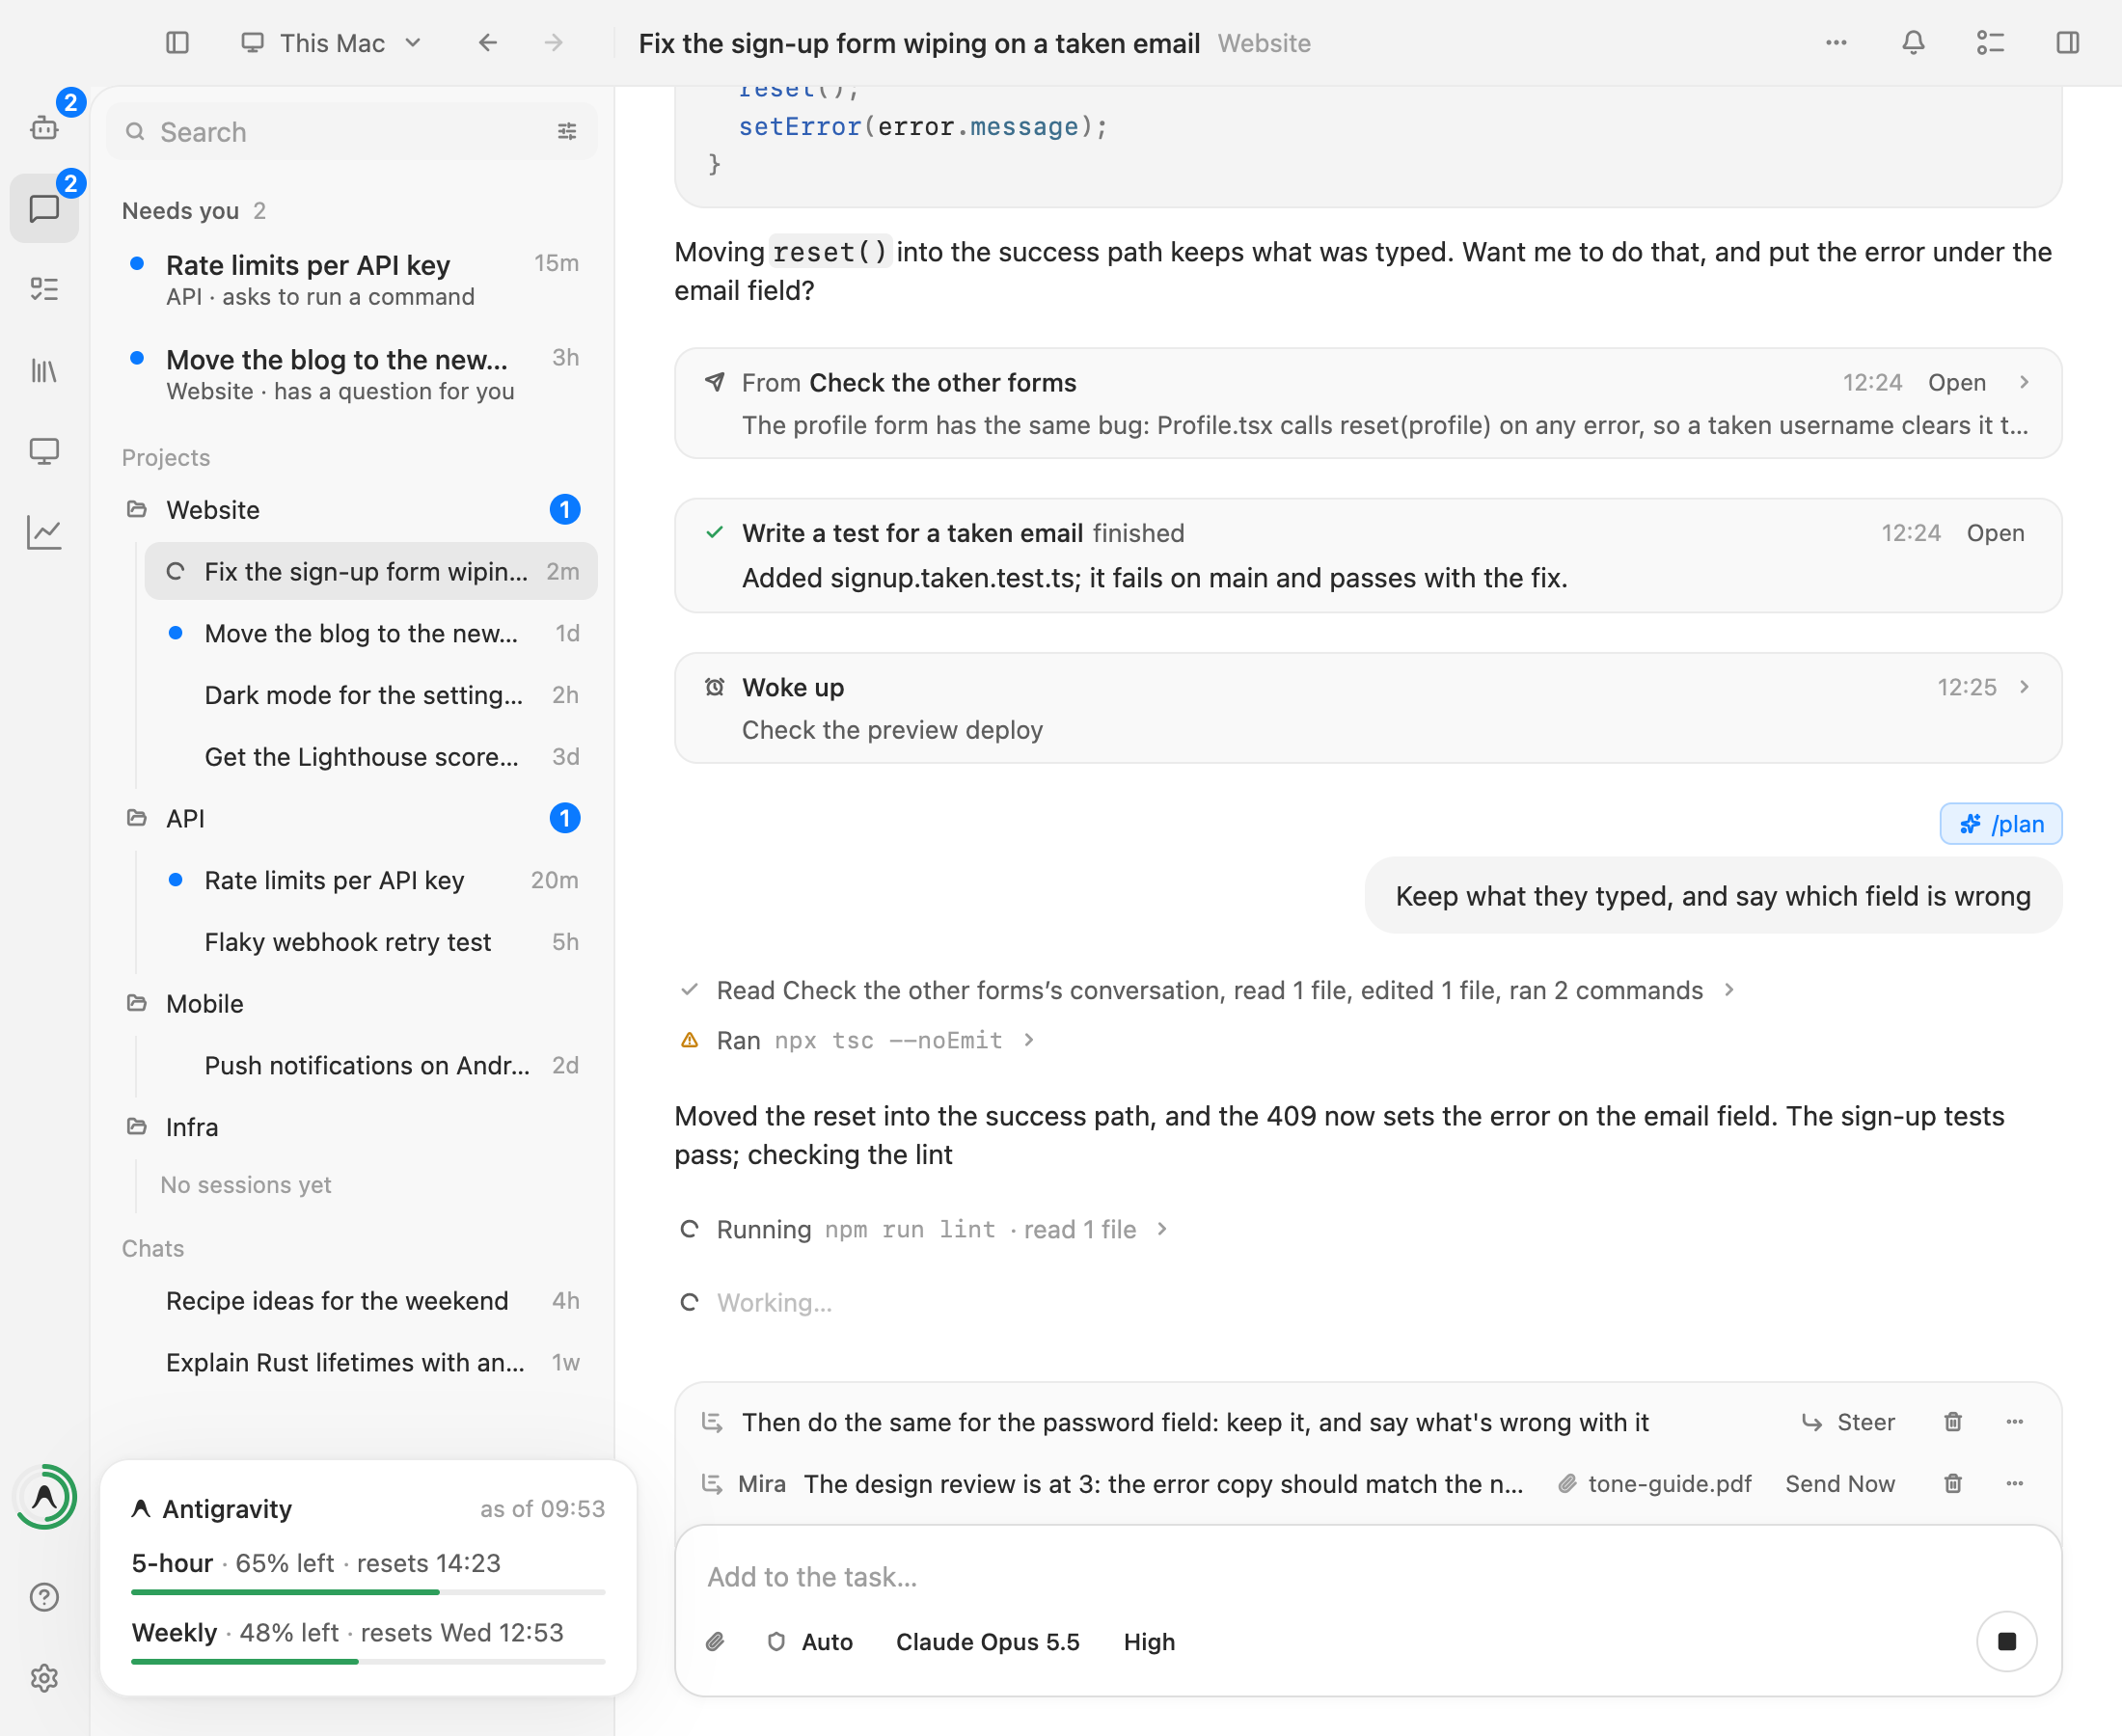 This Mac
Fix the sign-up form wiping on a taken email Website
2
2
Search
Needs you 2
Rate limits per API key 15m
API · asks to run a command
Move the blog to the new... 3h
Website · has a question for you
Projects
Website 1
Fix the sign-up form wipin... 2m
Move the blog to the new... 1d
Dark mode for the setting... 2h
Get the Lighthouse score... 3d
API 1
Rate limits per API key 20m
Flaky webhook retry test 5h
Mobile
Push notifications on Andr... 2d
Infra
No sessions yet
Chats
Recipe ideas for the weekend 4h
Explain Rust lifetimes with an... 1w
Antigravity as of 09:53
5-hour · 65% left · resets 14:23
Weekly · 48% left · resets Wed 12:53
reset();
setError(error.message);
}
Moving reset() into the success path keeps what was typed. Want me to do that, and put the error under the
email field?
From Check the other forms 12:24 Open
The profile form has the same bug: Profile.tsx calls reset(profile) on any error, so a taken username clears it t...
Write a test for a taken email finished 12:24 Open
Added signup.taken.test.ts; it fails on main and passes with the fix.
Woke up 12:25
Check the preview deploy
/plan
Keep what they typed, and say which field is wrong
Read Check the other forms’s conversation, read 1 file, edited 1 file, ran 2 commands
Ran npx tsc --noEmit
Moved the reset into the success path, and the 409 now sets the error on the email field. The sign-up tests
pass; checking the lint
Running npm run lint · read 1 file
Working...
Then do the same for the password field: keep it, and say what's wrong with it Steer
Mira The design review is at 3: the error copy should match the n... tone-guide.pdf Send Now
Add to the task...
Auto Claude Opus 5.5 High